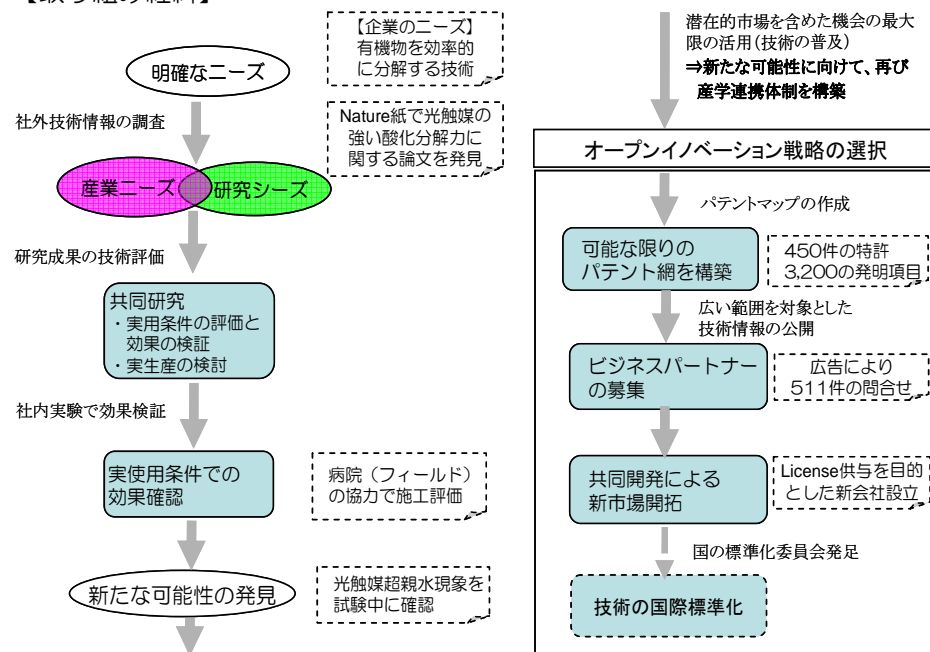 【取り組み経緯】
明確なニーズ
【企業のニーズ】
有機物を効率的
に分解する技術
社外技術情報の調査
Nature紙で光触媒の
強い酸化分解力に
関する論文を発見
産業ニーズ
研究シーズ
研究成果の技術評価
共同研究
・実用条件の評価と
効果の検証
・実生産の検討
社内実験で効果検証
実使用条件での
効果確認
病院（フィールド）
の協力で施工評価
新たな可能性の発見
光触媒超親水現象を
試験中に確認
潜在的市場を含めた機会の最大
限の活用(技術の普及)
⇒新たな可能性に向けて、再び
産学連携体制を構築
オープンイノベーション戦略の選択
パテントマップの作成
可能な限りの
パテント網を構築
450件の特許
3,200の発明項目
広い範囲を対象とした
技術情報の公開
ビジネスパートナー
の募集
広告により
511件の問合せ
共同開発による
新市場開拓
License供与を目的
とした新会社設立
国の標準化委員会発足
技術の国際標準化